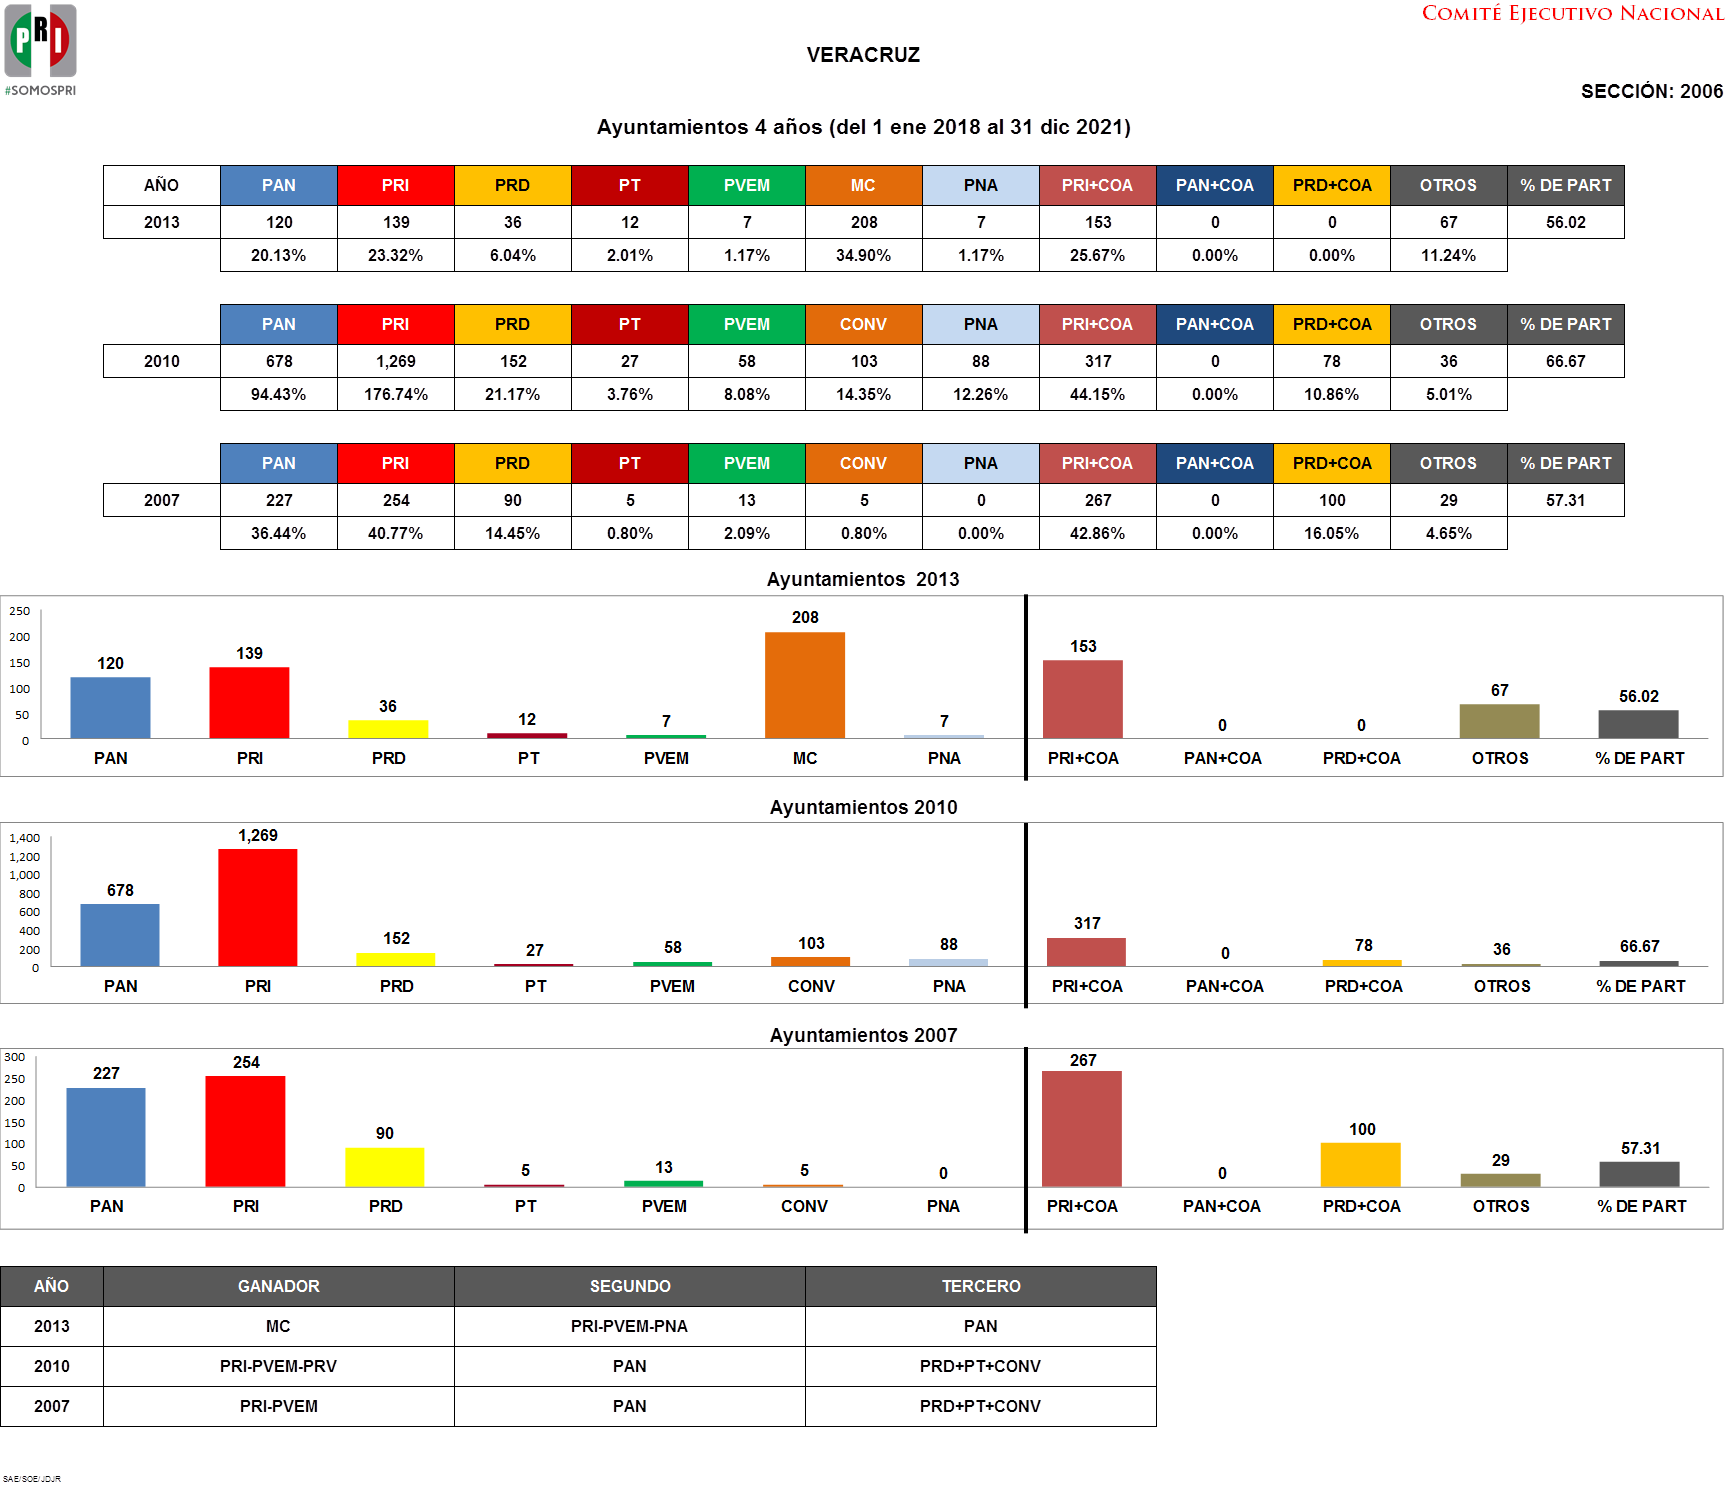 PRI
#SOMOSPRI
COMITÉ EJECUTIVO NACIONAL
VERACRUZ
SECCIÓN: 2006
Ayuntamientos 4 años (del 1 ene 2018 al 31 dic 2021)
AÑO PAN PRI PRD PT PVEM MC PNA PRI+COA PAN+COA PRD+COA OTROS % DE PART
2013 120 139 36 12 7 208 7 153 0 0 67 56.02
20.13% 23.32% 6.04% 2.01% 1.17% 34.90% 1.17% 25.67% 0.00% 0.00% 11.24%
PAN PRI PRD PT PVEM CONV PNA PRI+COA PAN+COA PRD+COA OTROS % DE PART
2010 678 1,269 152 27 58 103 88 317 0 78 36 66.67
94.43% 176.74% 21.17% 3.76% 8.08% 14.35% 12.26% 44.15% 0.00% 10.86% 5.01%
PAN PRI PRD PT PVEM CONV PNA PRI+COA PAN+COA PRD+COA OTROS % DE PART
2007 227 254 90 5 13 5 0 267 0 100 29 57.31
36.44% 40.77% 14.45% 0.80% 2.09% 0.80% 0.00% 42.86% 0.00% 16.05% 4.65%
Ayuntamientos 2013
250
200
150
100
50
0
120 139 36 12 7 208 7 153 0 0 67 56.02
PAN PRI PRD PT PVEM MC PNA PRI+COA PAN+COA PRD+COA OTROS % DE PART
Ayuntamientos 2010
1,400
1,200
1,000
800
600
400
200
0
678 1,269 152 27 58 103 88 317 0 78 36 66.67
PAN PRI PRD PT PVEM CONV PNA PRI+COA PAN+COA PRD+COA OTROS % DE PART
Ayuntamientos 2007
300
250
200
150
100
50
0
227 254 90 5 13 5 0 267 0 100 29 57.31
PAN PRI PRD PT PVEM CONV PNA PRI+COA PAN+COA PRD+COA OTROS % DE PART
AÑO GANADOR SEGUNDO TERCERO
2013 MC PRI-PVEM-PNA PAN
2010 PRI-PVEM-PRV PAN PRD+PT+CONV
2007 PRI-PVEM PAN PRD+PT+CONV
SAE/SOE/JDJR